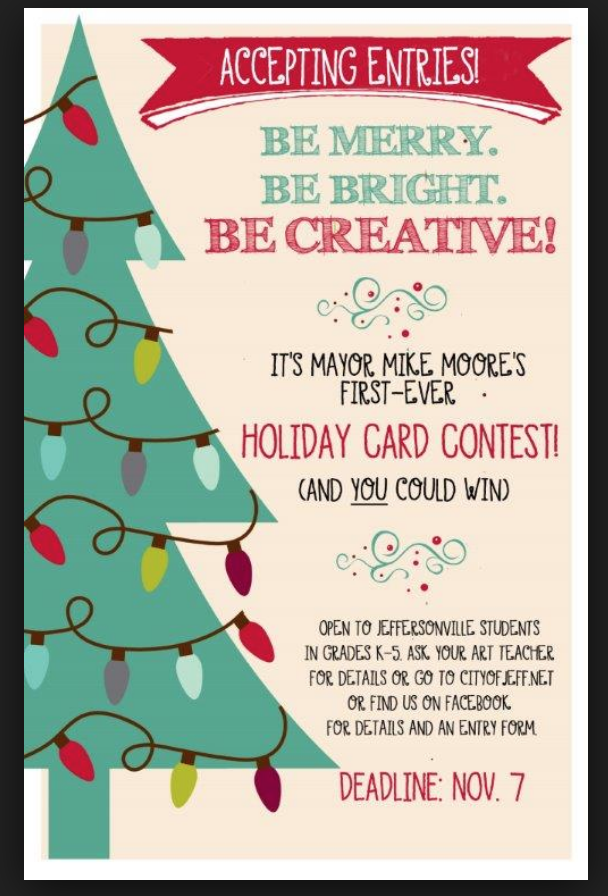 ACCEPTING ENTRIES!
BE MERRY.
BE BRIGHT.
BE CREATIVE!
IT'S MAYOR MIKE MOORE'S
FIRST-EVER
HOLIDAY CARD CONTEST!
(AND YOU COULD WIN)
OPEN TO JEFFERSONVILLE STUDENTS
IN GRADES K-5. ASK YOUR ART TEACHER
FOR DETAILS OR GO TO CITYOFJEFF.NET
OR FIND US ON FACEBOOK
FOR DETAILS AND AN ENTRY FORM.
DEADLINE: NOV. 7